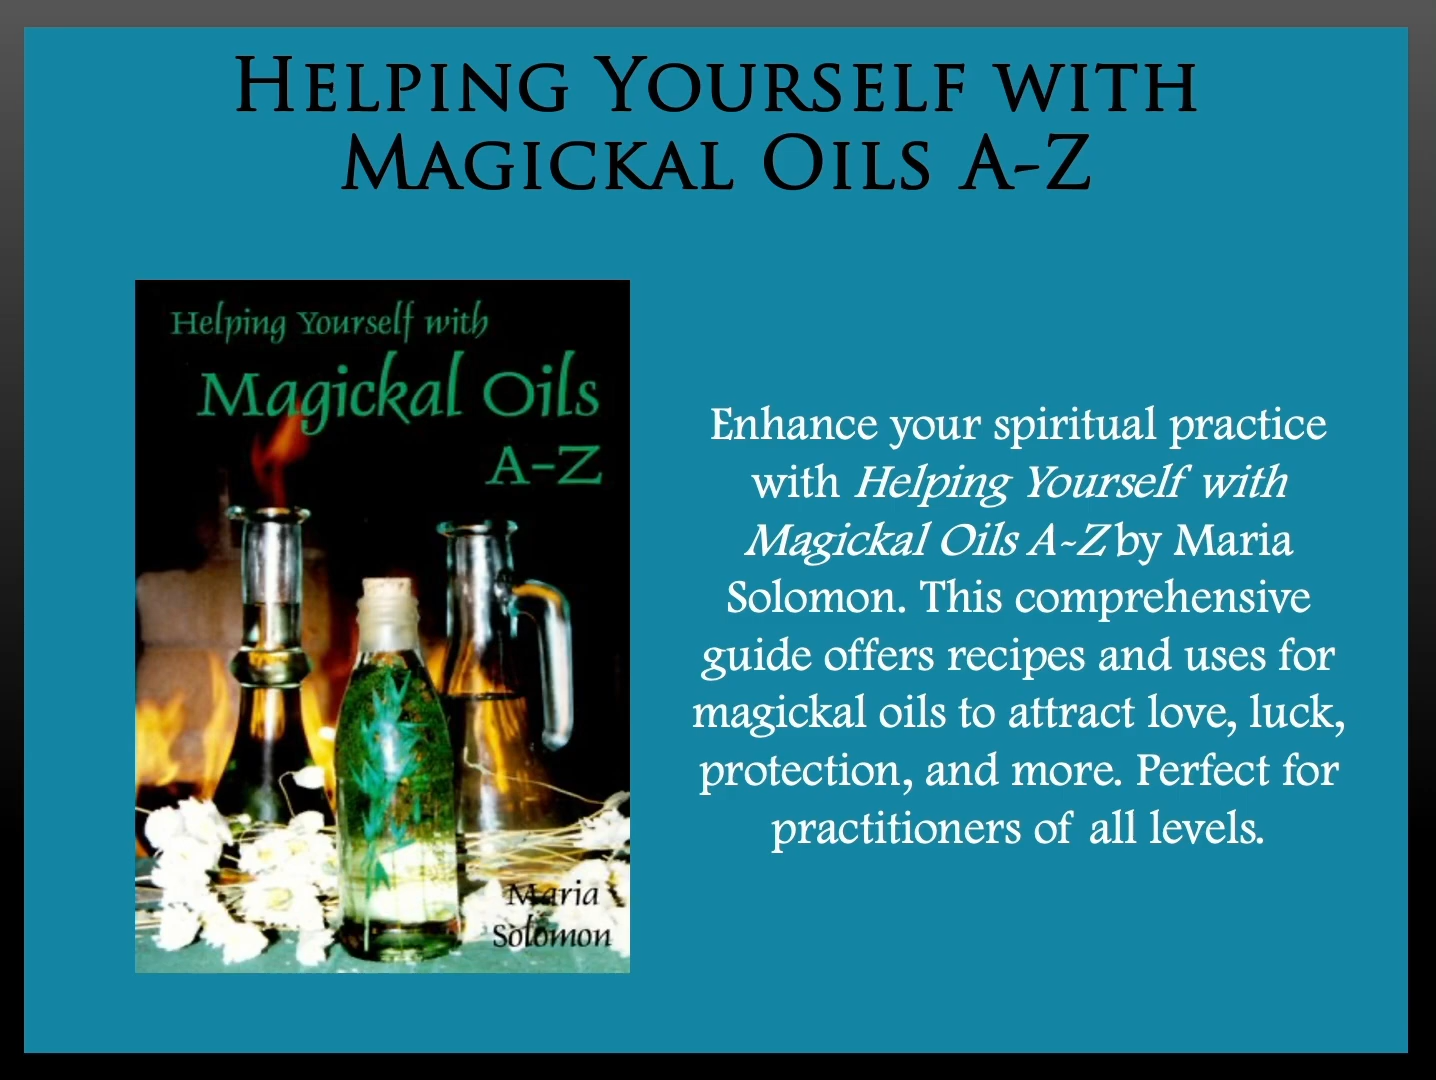 Helping Yourself with
Magickal Oils A-Z
Helping Yourself with
Magickal Oils
A-Z
Maria
Solomon
Enhance your spiritual practice
with Helping Yourself with
Magickal Oils A-Z by Maria
Solomon. This comprehensive
guide offers recipes and uses for
magickal oils to attract love, luck,
protection, and more. Perfect for
practitioners of all levels.